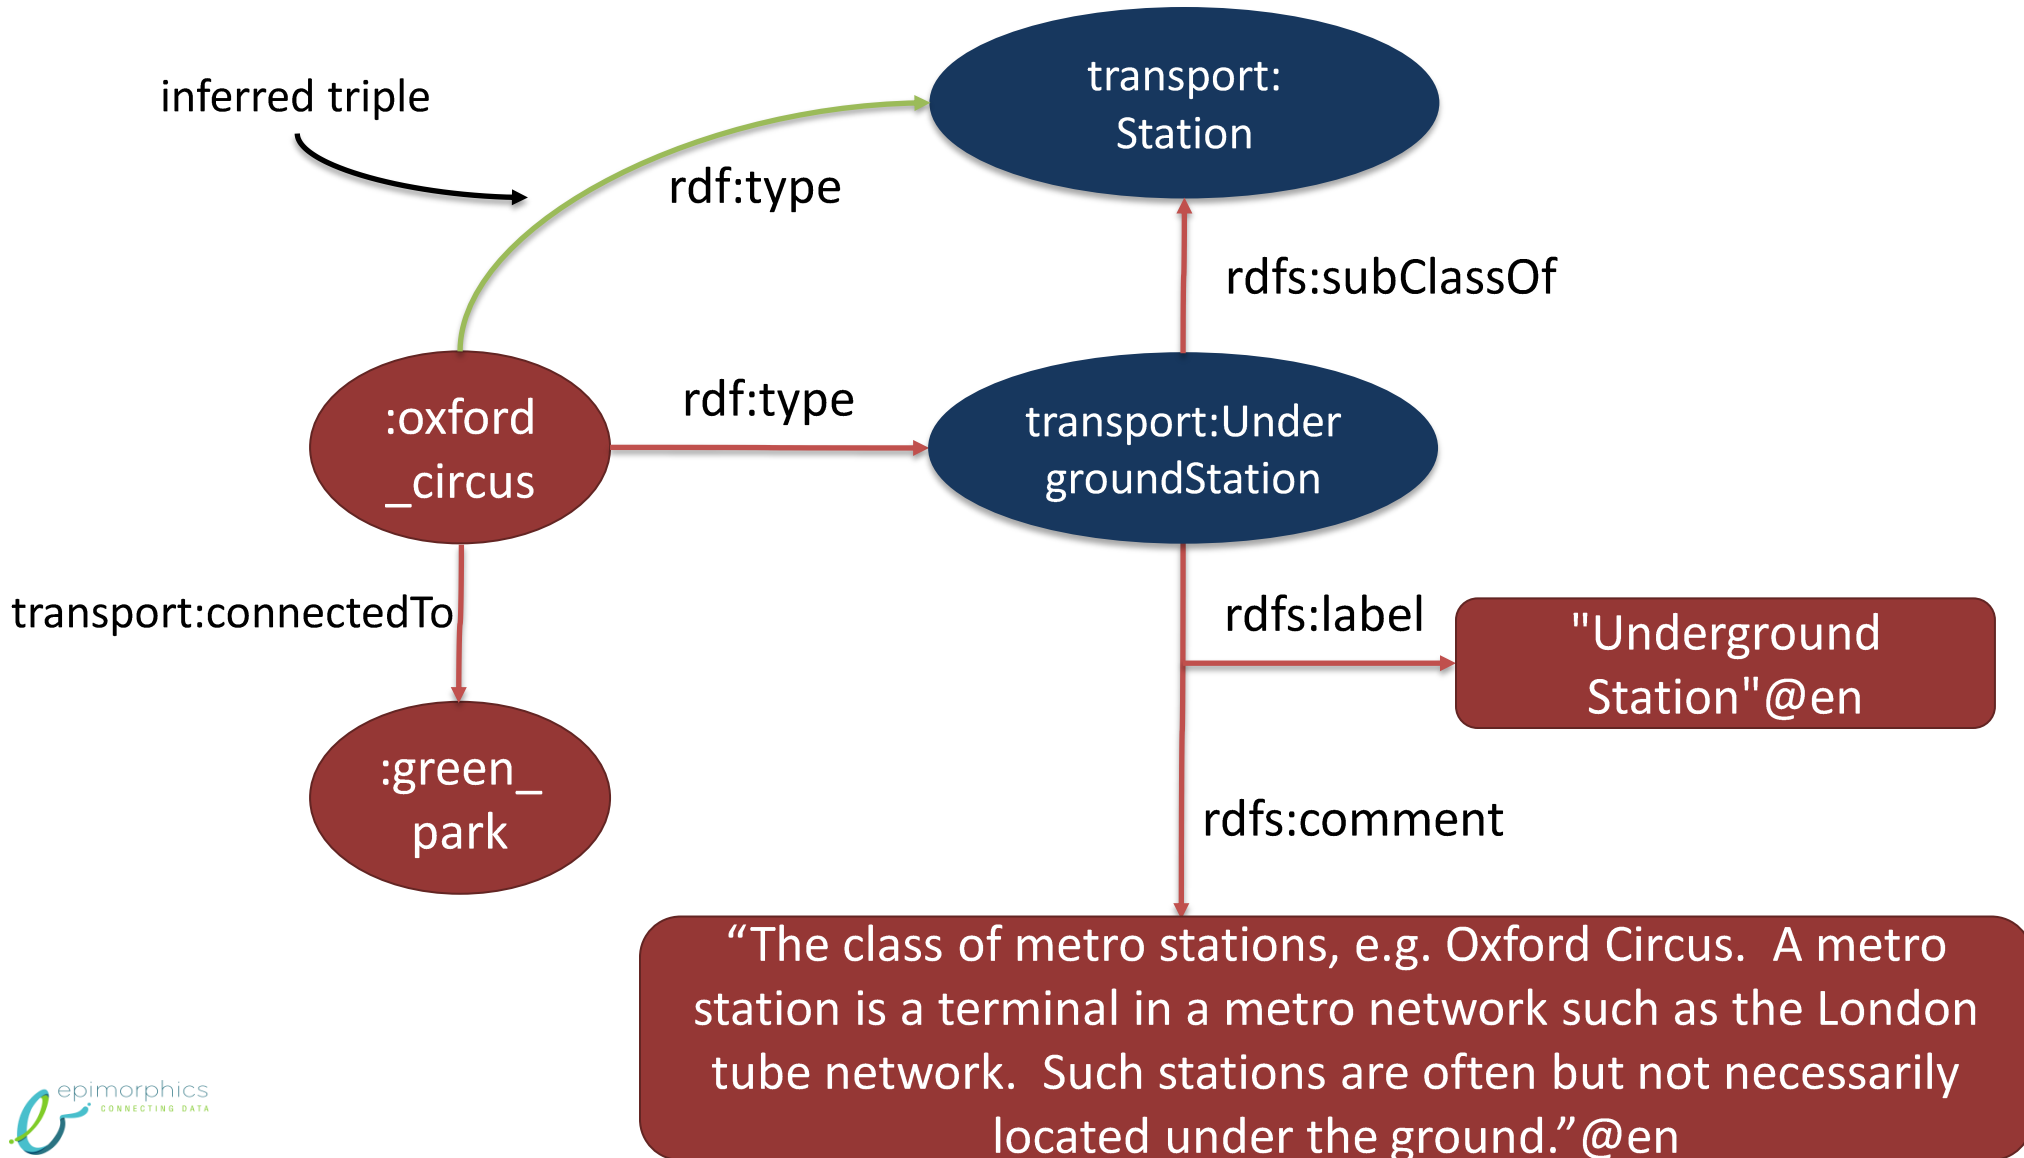 transport:
Station
inferred triple
rdf:type
rdfs:subClassOf
:oxford
_circus
rdf:type
transport:Under
groundStation
transport:connectedTo
rdfs:label
"Underground
Station"@en
:green_
park
rdfs:comment
“The class of metro stations, e.g. Oxford Circus.  A metro
station is a terminal in a metro network such as the London
tube network.  Such stations are often but not necessarily
located under the ground.”@en
epimorphics
CONNECTING DATA